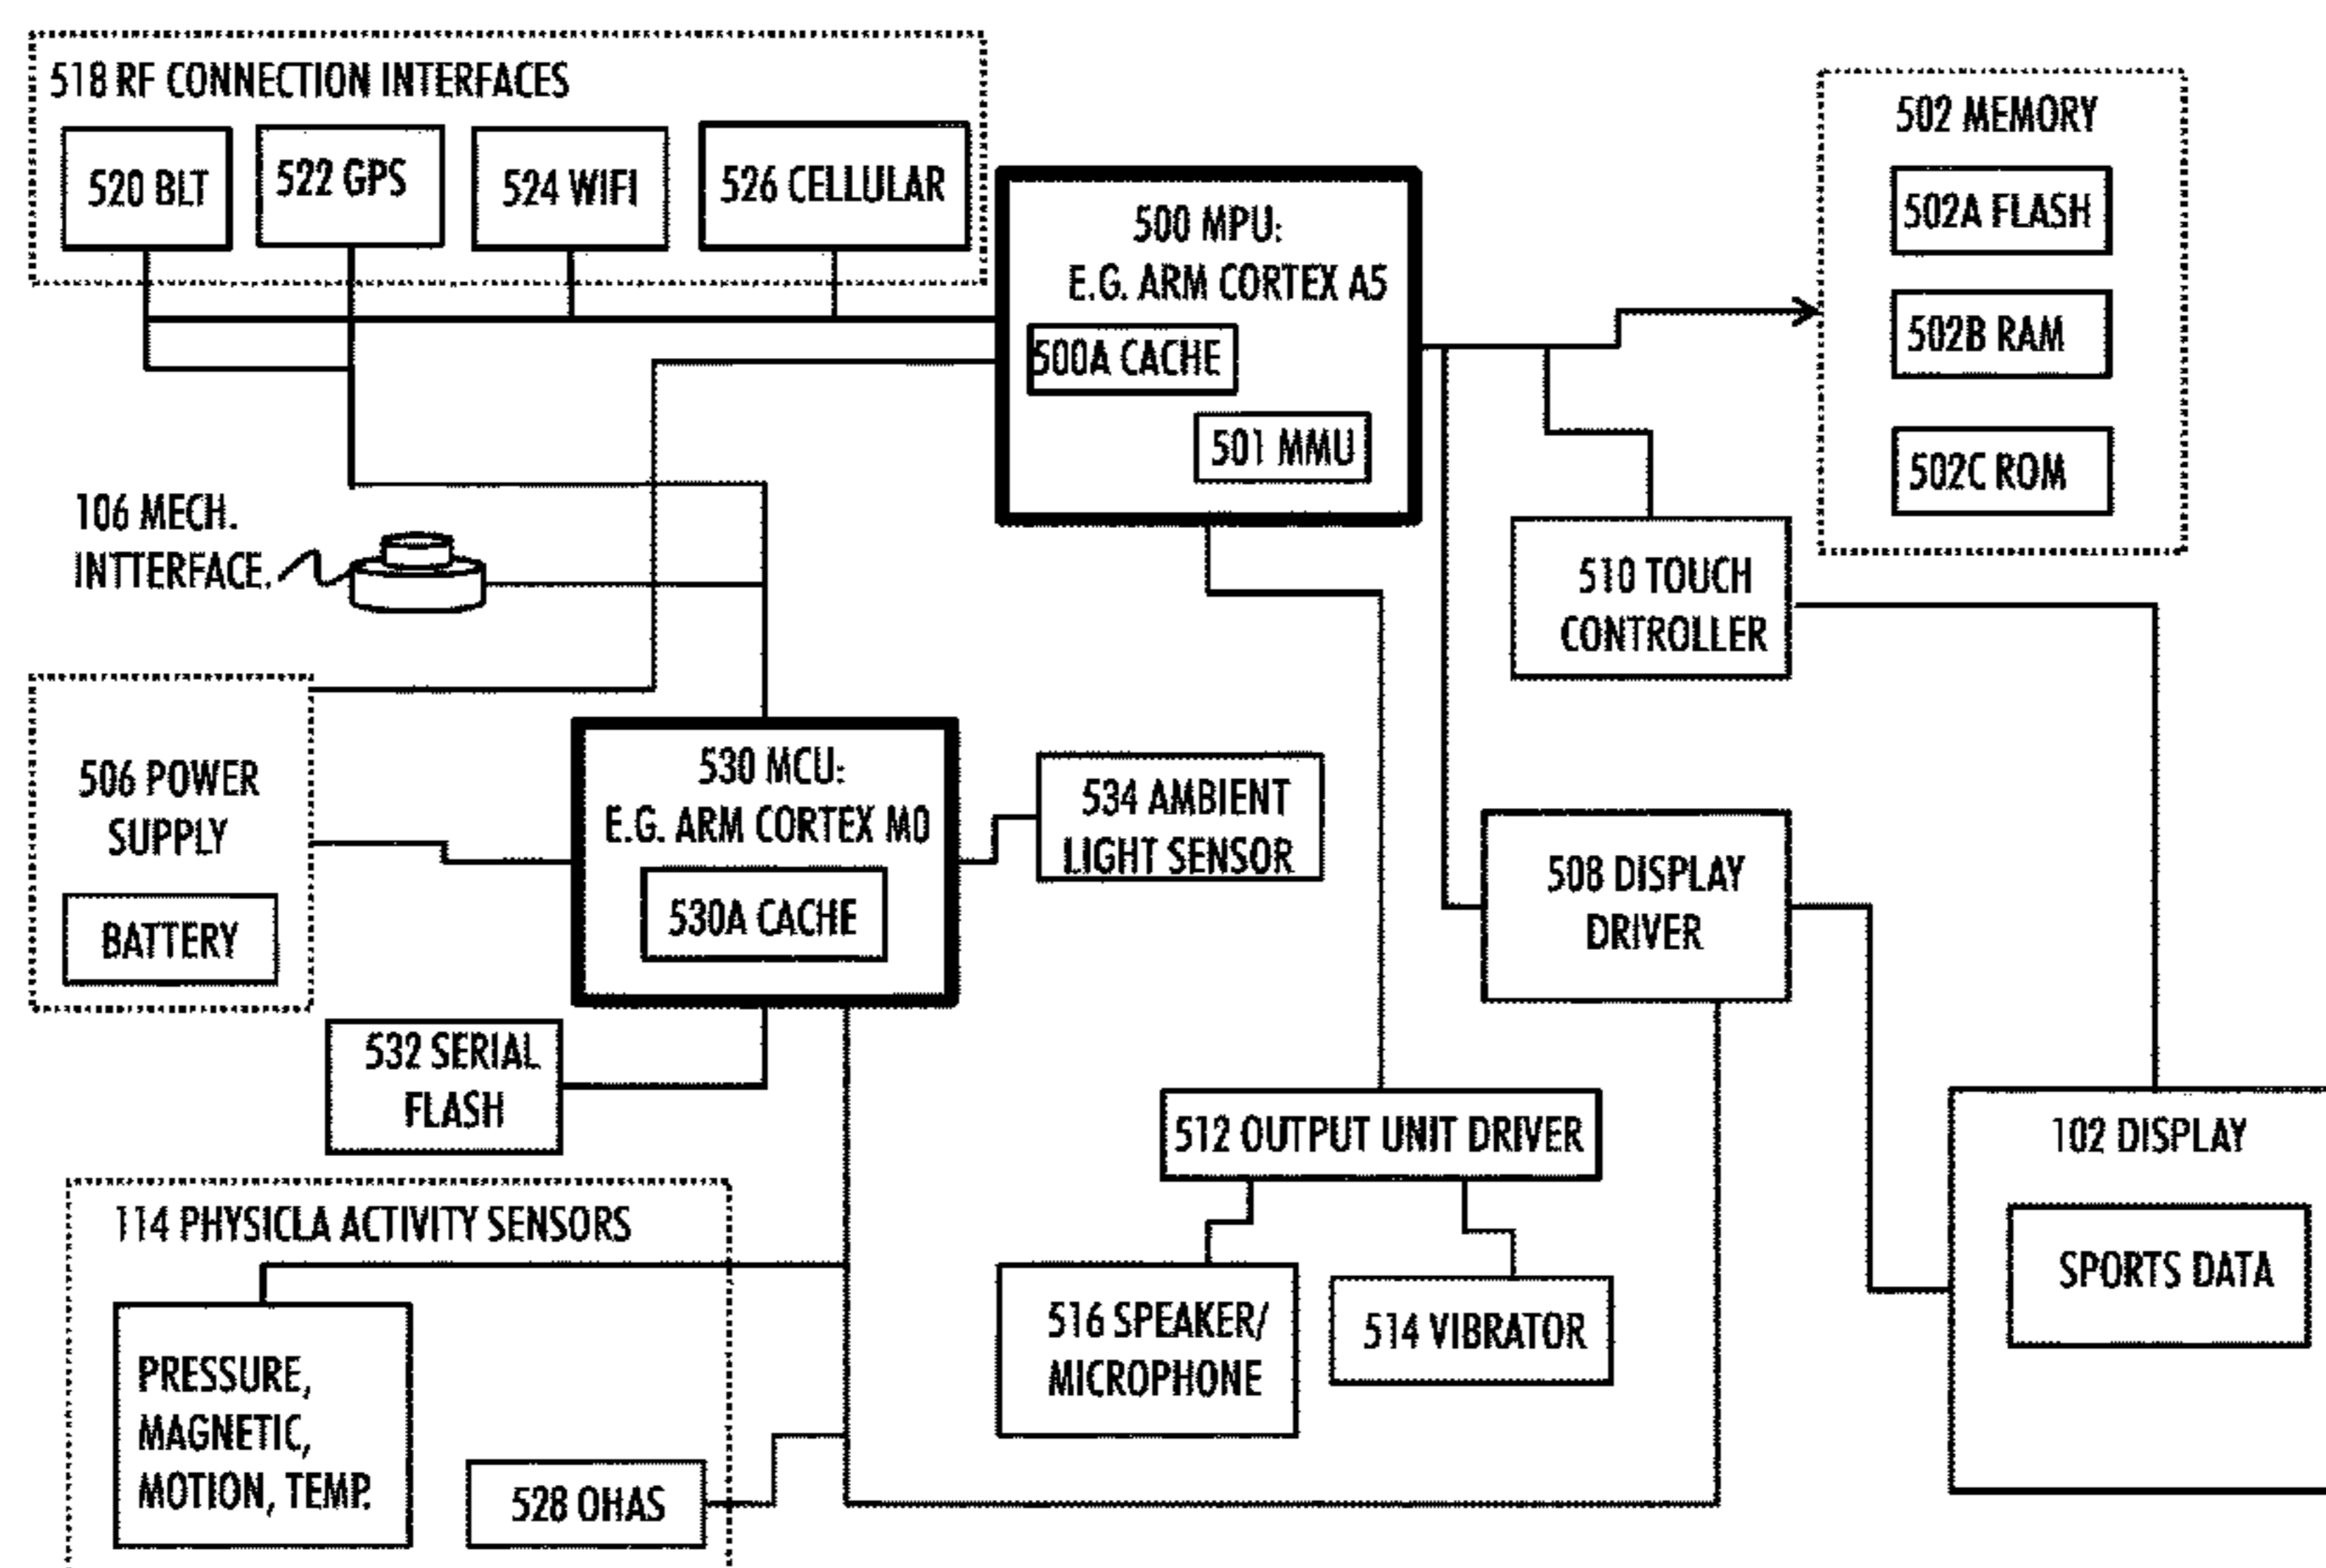 518 RF CONNECTION INTERFACES
520 BLT
522 GPS
524 WIFI
526 CELLULAR
500 MPU:
E.G. ARM CORTEX A5
500A CACHE
501 MMU
502 MEMORY
502A FLASH
502B RAM
502C ROM
106 MECH.
INTTERFACE.
510 TOUCH
CONTROLLER
506 POWER
SUPPLY
BATTERY
530 MCU:
E.G. ARM CORTEX M0
530A CACHE
534 AMBIENT
LIGHT SENSOR
508 DISPLAY
DRIVER
532 SERIAL
FLASH
512 OUTPUT UNIT DRIVER
102 DISPLAY
SPORTS DATA
114 PHYSICLA ACTIVITY SENSORS
PRESSURE,
MAGNETIC,
MOTION, TEMP.
528 OHAS
516 SPEAKER/
MICROPHONE
514 VIBRATOR